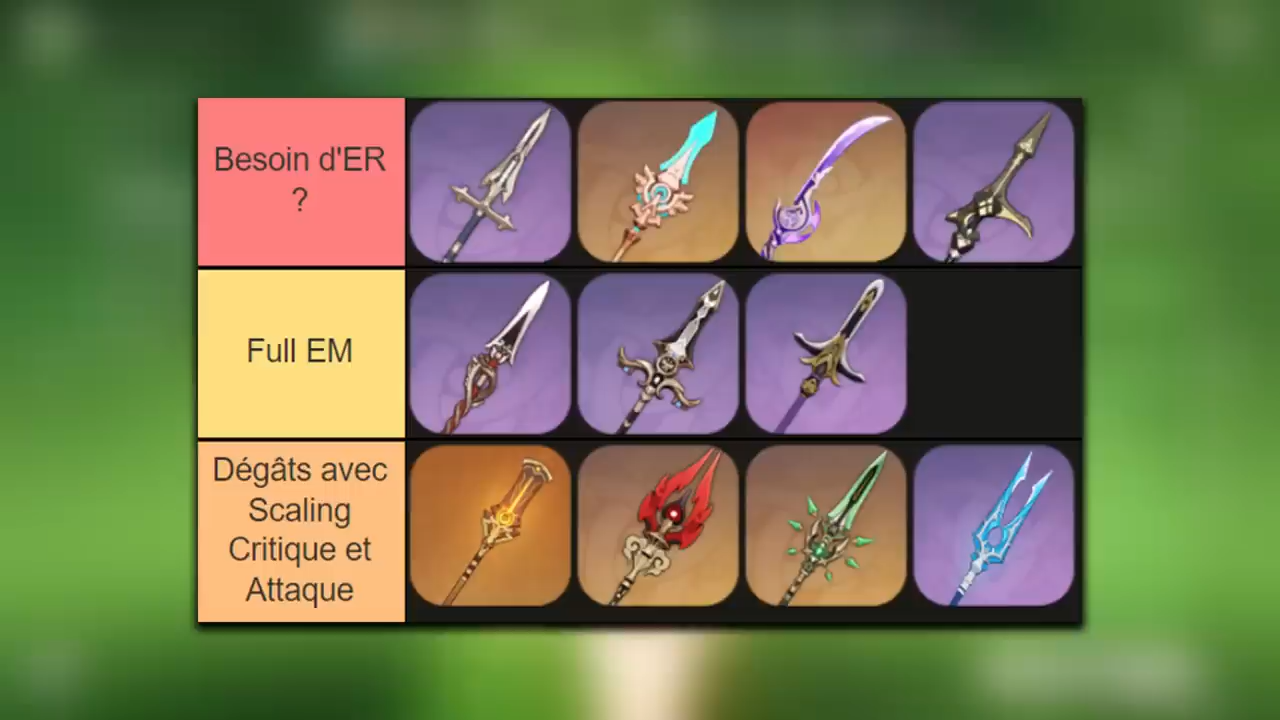 Besoin d'ER
?
Full EM
Dégâts avec
Scaling
Critique et
Attaque